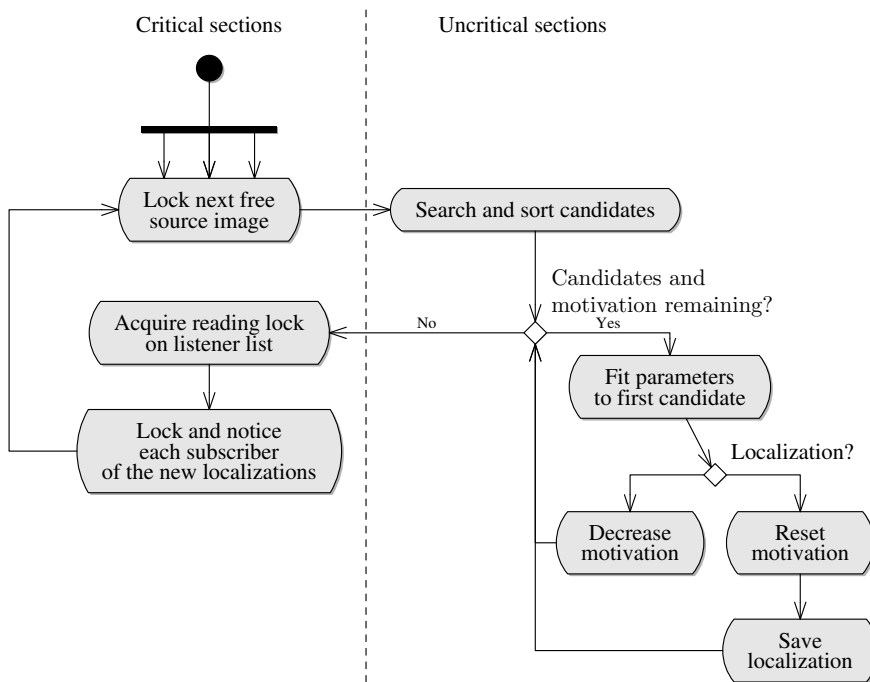 Critical sections
Uncritical sections
Lock next free
source image
Search and sort candidates
Candidates and
motivation remaining?
Acquire reading lock
on listener list
No
Yes
Fit parameters
to first candidate
Lock and notice
each subscriber
of the new localizations
Localization?
Decrease
motivation
Reset
motivation
Save
localization